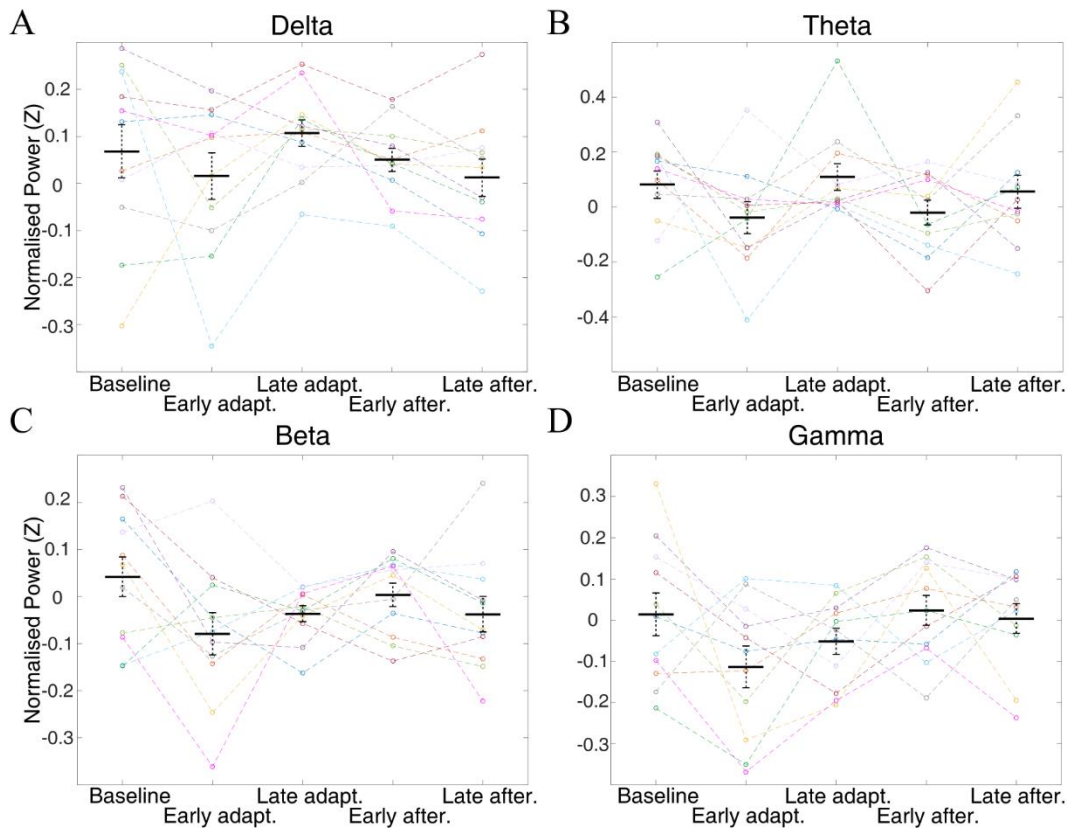 A
Delta
Normalised Power (Z)
0.2
0.1
0
-0.1
-0.2
-0.3
Baseline
Early adapt.
Late adapt.
Early after.
Late after.
B
Theta
0.4
0.2
0
-0.2
-0.4
Baseline
Early adapt.
Late adapt.
Early after.
Late after.
C
Beta
Normalised Power (Z)
0.2
0.1
0
-0.1
-0.2
-0.3
Baseline
Early adapt.
Late adapt.
Early after.
Late after.
D
Gamma
0.3
0.2
0.1
0
-0.1
-0.2
-0.3
Baseline
Early adapt.
Late adapt.
Early after.
Late after.